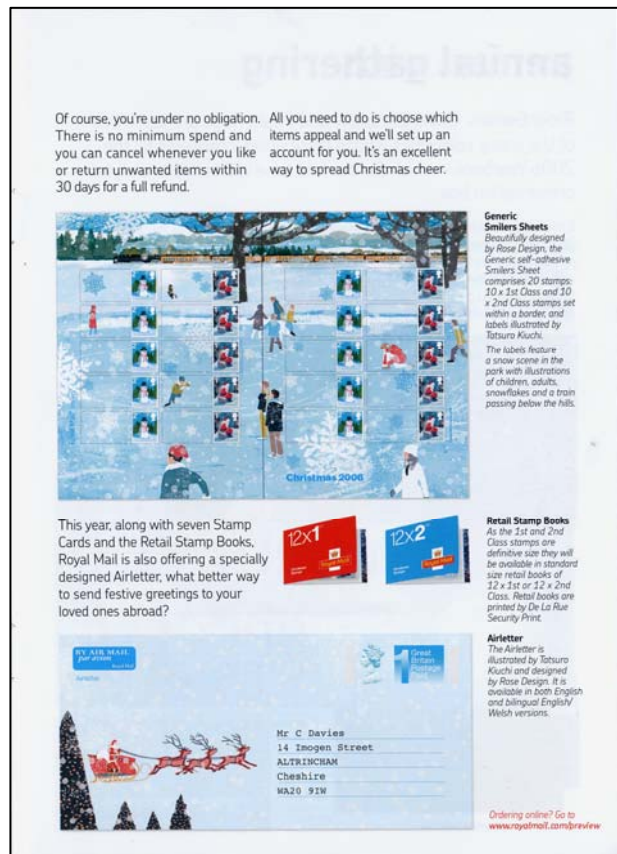 annual gathering
Of course, you're under no obligation.
There is no minimum spend and
you can cancel whenever you like
or return unwanted items within
30 days for a full refund.
All you need to do is choose which
items appeal and we'll set up an
account for you. It's an excellent
way to spread Christmas cheer.
Generic
Smilers Sheets
Beautifully designed
by Rose Design, the
Generic self-adhesive
Smilers Sheet
comprises 20 stamps:
10 x 1st Class and 10
x 2nd Class stamps set
within a border, and
labels illustrated by
Tatsuro Kiuchi.
The labels feature
a snow scene in the
park with illustrations
of children, adults,
snowflakes and a train
passing below the hills.
Christmas 2006
This year, along with seven Stamp
Cards and the Retail Stamp Books,
Royal Mail is also offering a specially
designed Airletter, what better way
to send festive greetings to your
loved ones abroad?
12x1
Royal Mail
12x2
Royal Mail
Retail Stamp Books
As the 1st and 2nd
Class stamps are
definitive size they will
be available in standard
size retail books of
12 x 1st or 12 x 2nd
Class. Retail books are
printed by De La Rue
Security Print.
Airletter
The Airletter is
illustrated by Tatsuro
Kiuchi and designed
by Rose Design. It is
available in both English
and bilingual English/
Welsh versions.
BY AIR MAIL
par avion
Royal Mail
Airletter
1 Great
Britain
Postage
Mr C Davies
14 Imogen Street
ALTRINCHAM
Cheshire
WA20 9IW
Ordering online? Go to
www.royalmail.com/preview